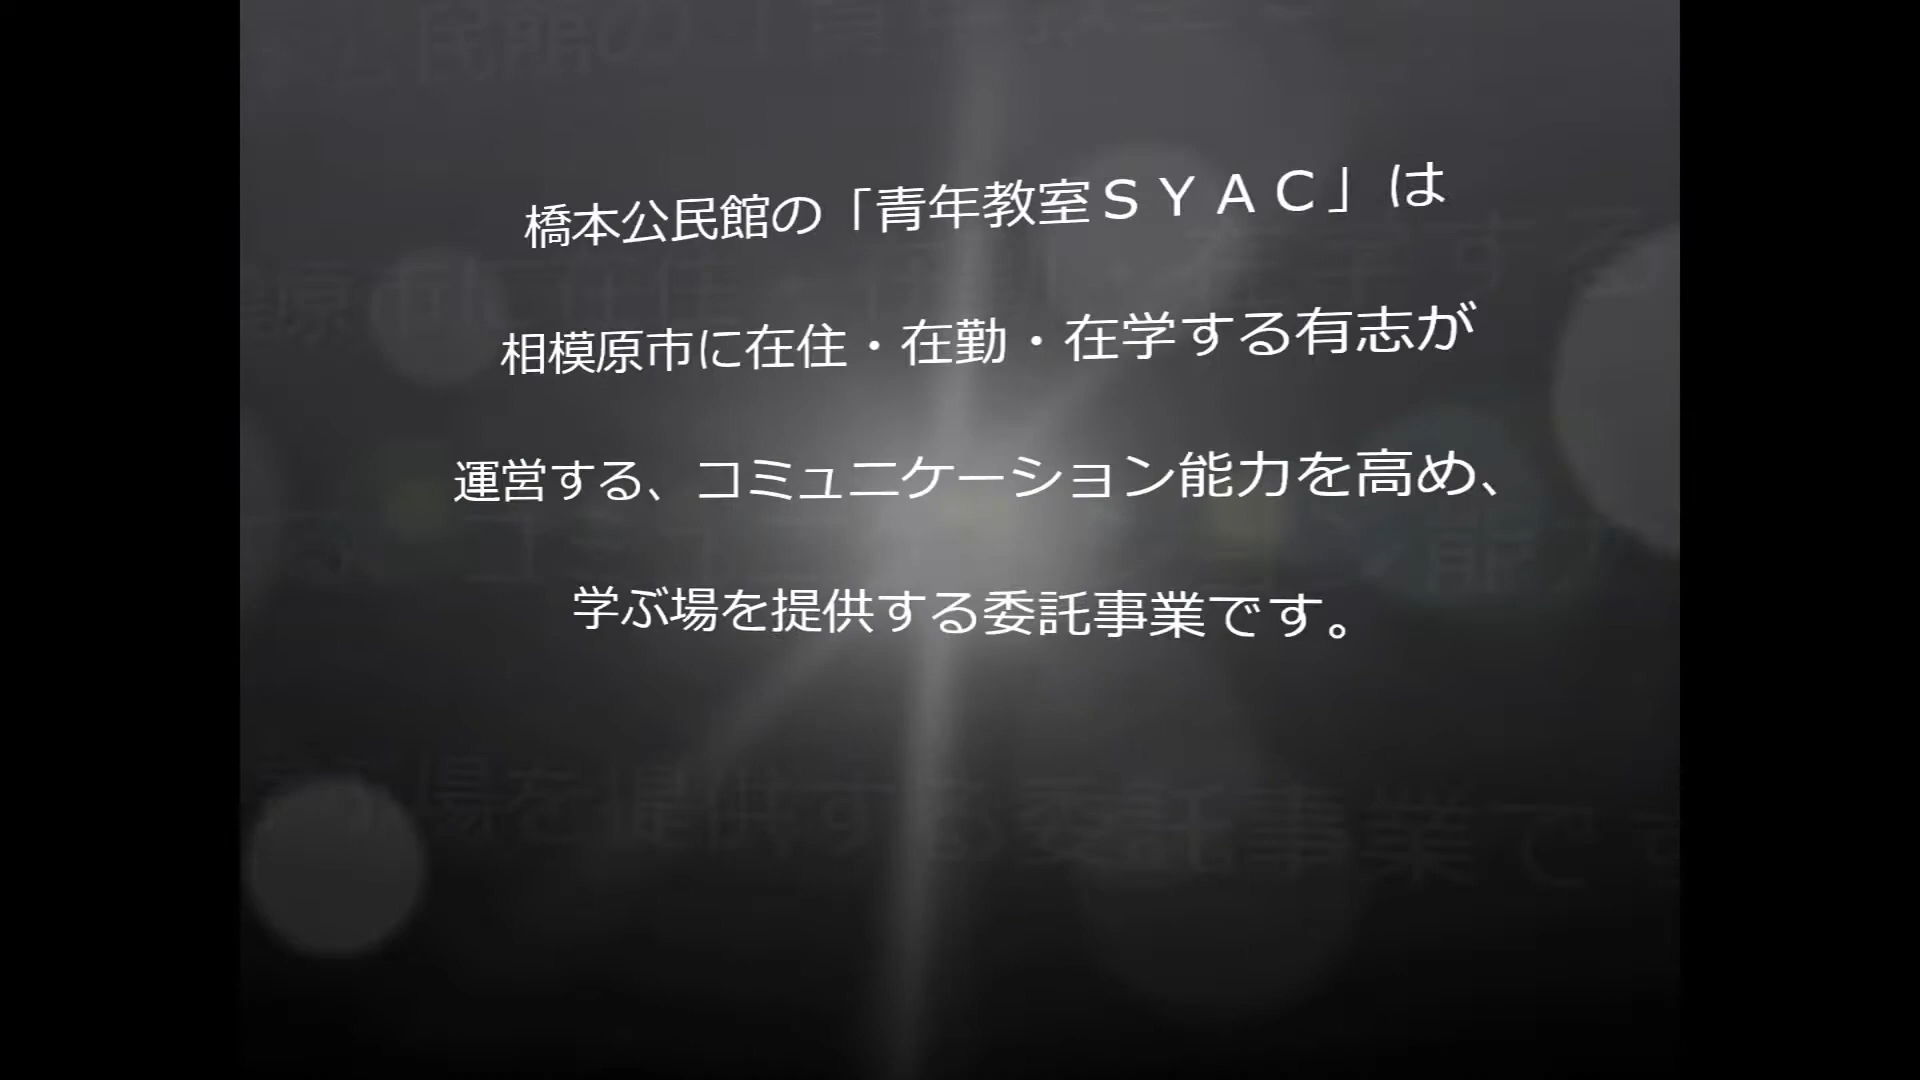 橋本公民館の「青年教室ＳＹＡＣ」は
相模原市に在住・在勤・在学する有志が
運営する、コミュニケーション能力を高め、
学ぶ場を提供する委託事業です。